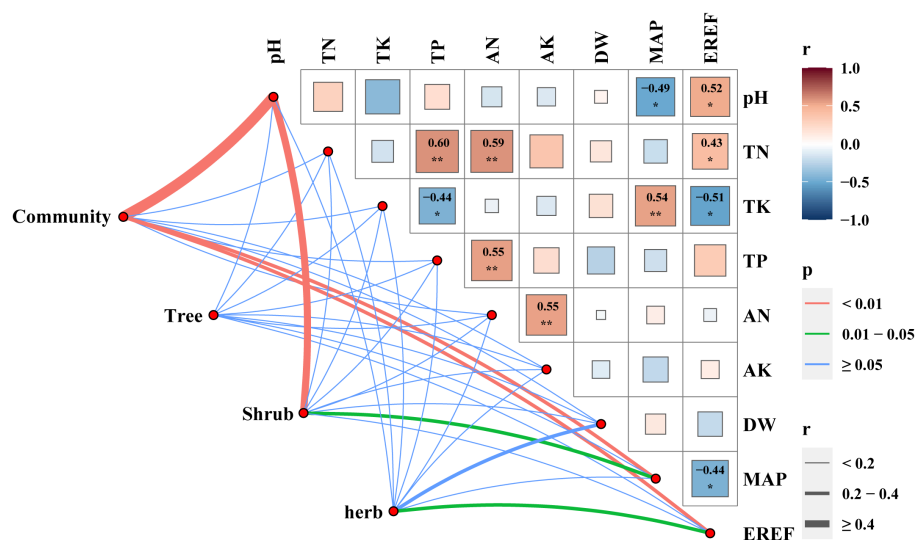 pH TN TK TP AN AK DW MAP EREF
r
1.0
0.5
0.0
−0.5
−1.0
−0.49
*
0.52
*
pH
0.60
**
0.59
**
0.43
*
TN
Community
−0.44
*
0.54
**
−0.51
*
TK
0.55
**
TP
p
< 0.01
0.01 − 0.05
≥ 0.05
Tree
0.55
**
AN
AK
Shrub
DW
r
< 0.2
0.2 − 0.4
≥ 0.4
−0.44
*
MAP
herb
EREF